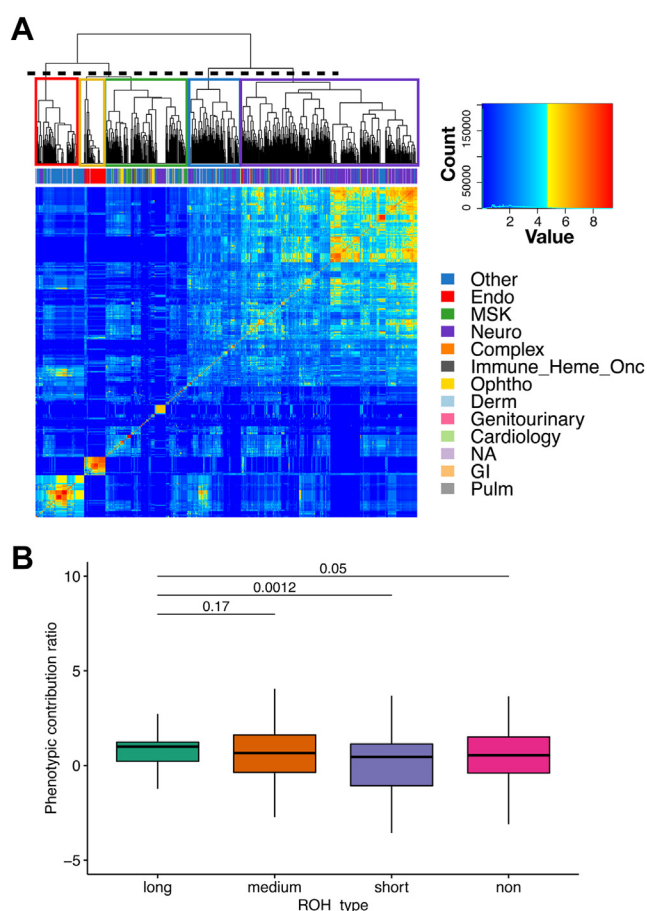 A
Count
0 50000 150000
2 4 6 8
Value
Other
Endo
MSK
Neuro
Complex
Immune_Heme_Onc
Ophtho
Derm
Genitourinary
Cardiology
NA
GI
Pulm
B
Phenotypic contribution ratio
10
5
0
−5
0.05
0.0012
0.17
long medium short non
ROH_type